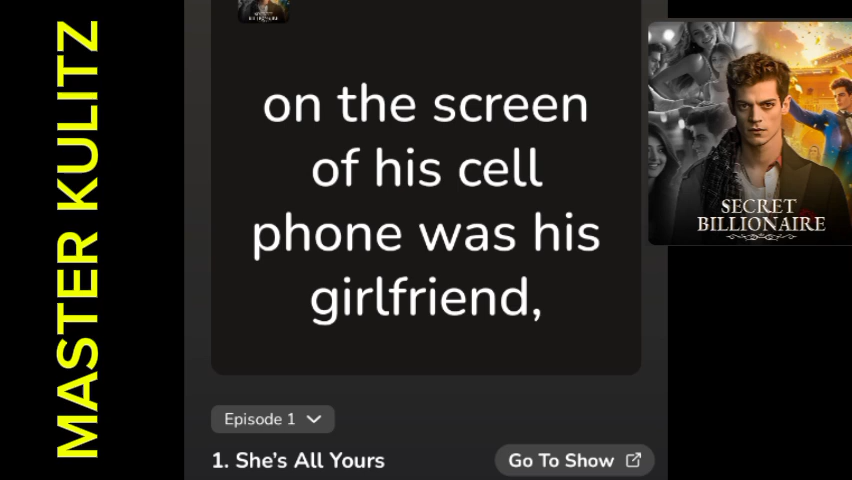 MASTER KULITZ
on the screen
of his cell
phone was his
girlfriend,
Episode 1
1. She's All Yours
Go To Show
SECRET
BILLIONAIRE